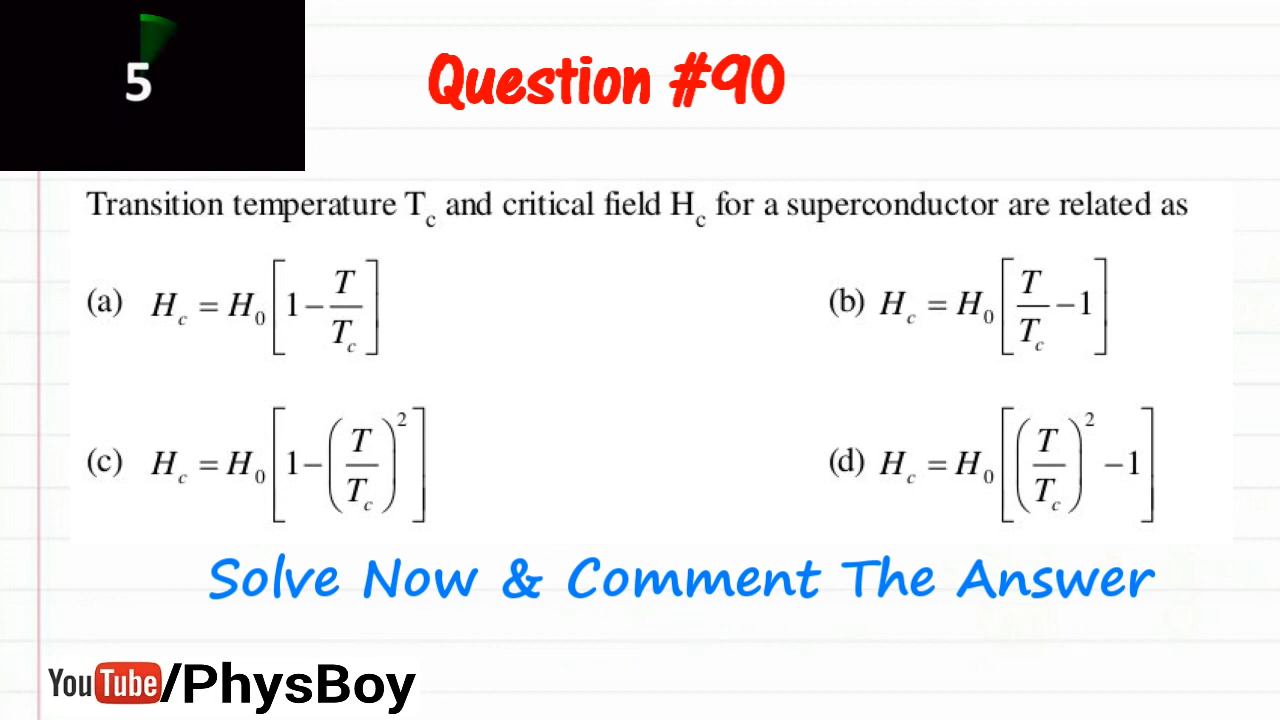 5
Question #90
Transition temperature T_c and critical field H_c for a superconductor are related as
(a) H_c = H_0 [1 − T/T_c]
(b) H_c = H_0 [T/T_c − 1]
(c) H_c = H_0 [1 − (T/T_c)^2]
(d) H_c = H_0 [(T/T_c)^2 − 1]
Solve Now & Comment The Answer
YouTube/PhysBoy